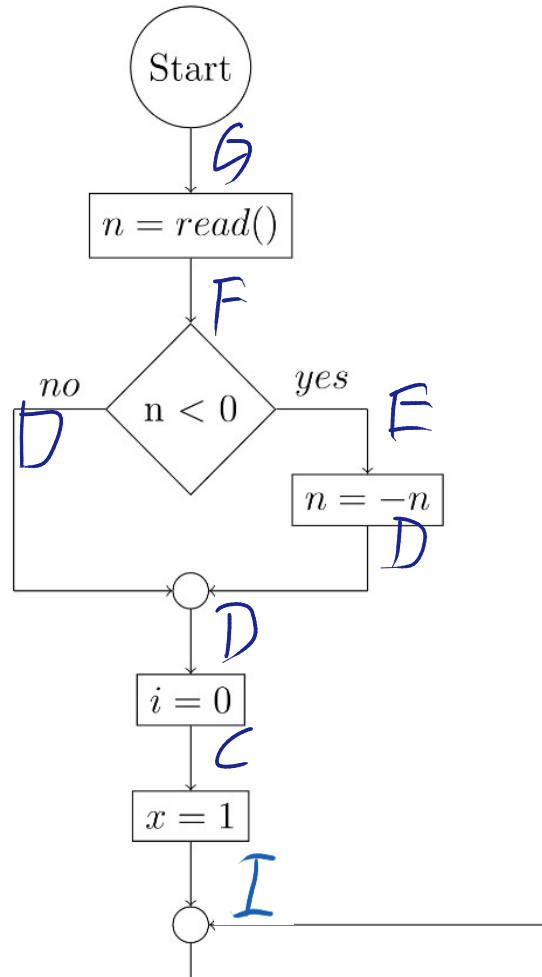 Start
G
n = read()
F
no
n < 0
yes
D
E
n = −n
D
D
i = 0
C
x = 1
I